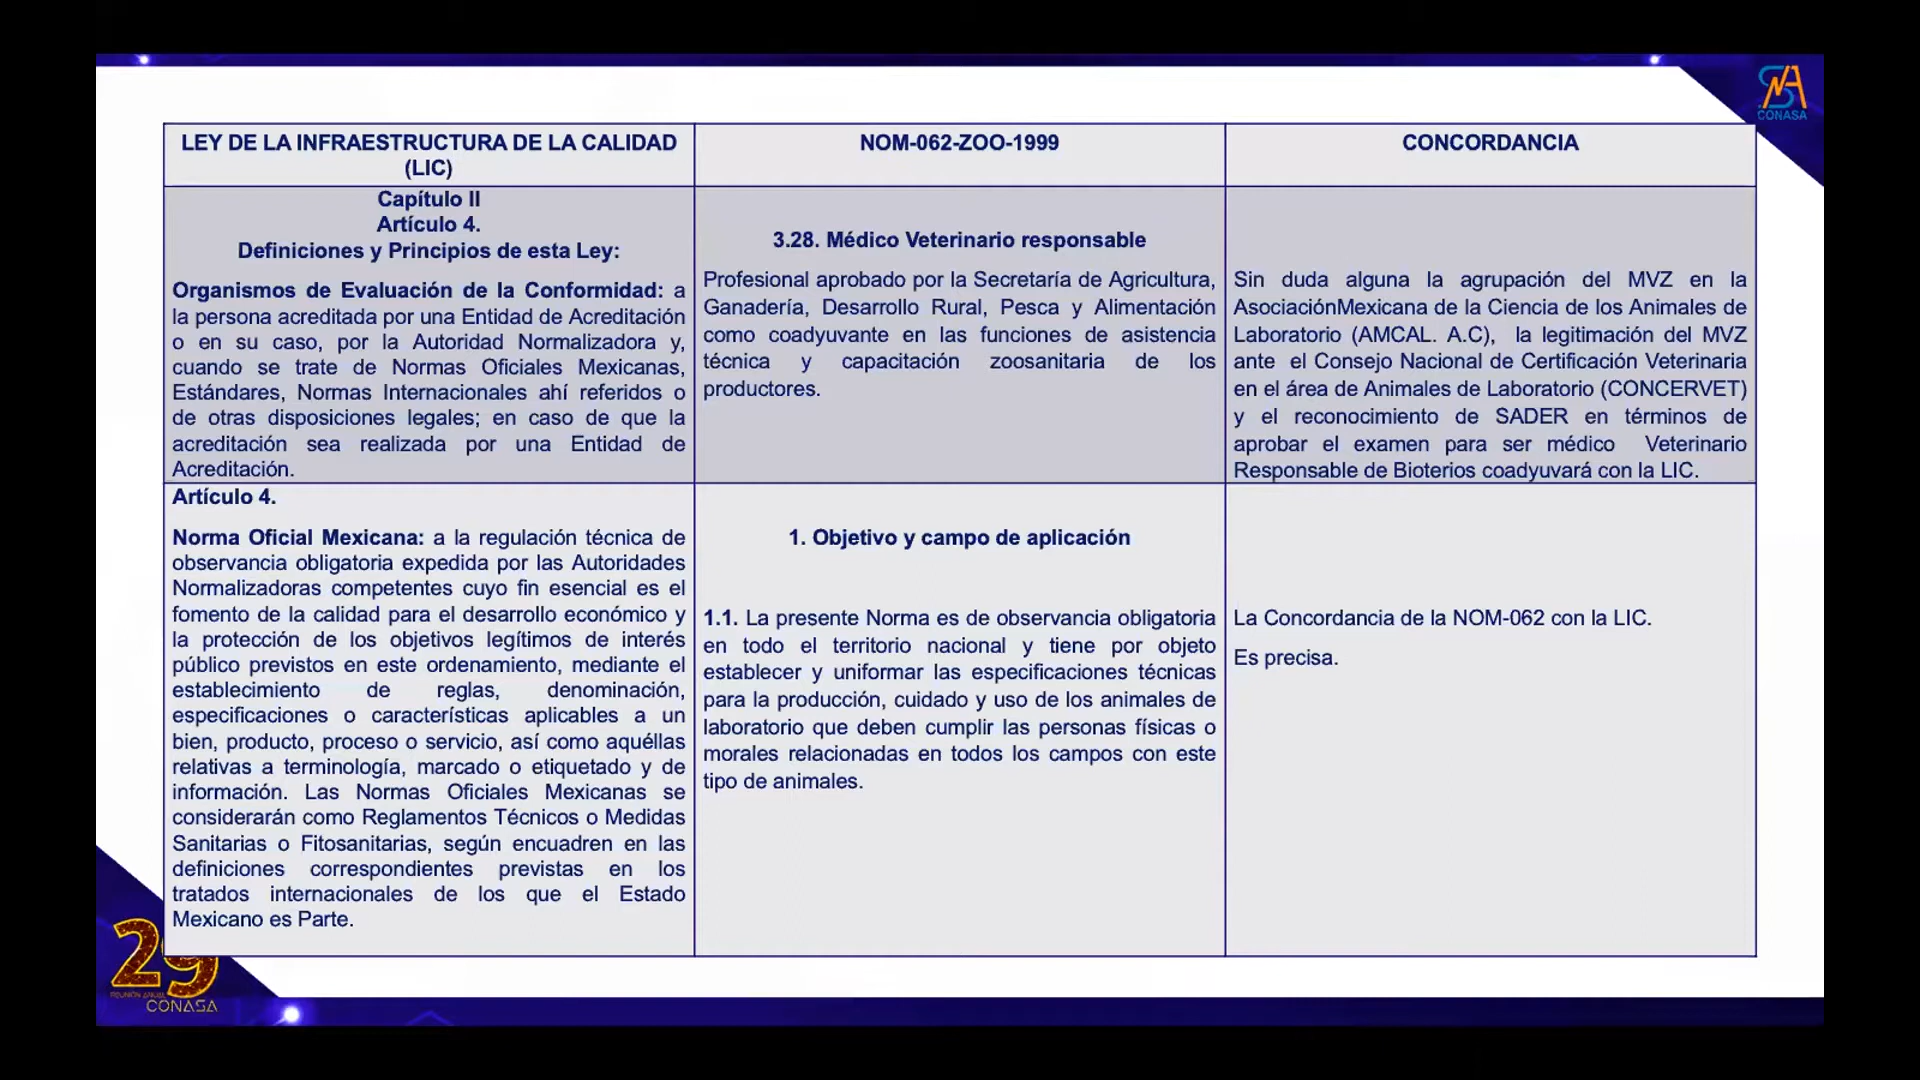 CONASA
LEY DE LA INFRAESTRUCTURA DE LA CALIDAD
(LIC)
NOM-062-ZOO-1999
CONCORDANCIA
Capítulo II
Artículo 4.
Definiciones y Principios de esta Ley:
Organismos de Evaluación de la Conformidad: a
la persona acreditada por una Entidad de Acreditación
o en su caso, por la Autoridad Normalizadora y,
cuando se trate de Normas Oficiales Mexicanas,
Estándares, Normas Internacionales ahí referidos o
de otras disposiciones legales; en caso de que la
acreditación sea realizada por una Entidad de
Acreditación.
3.28. Médico Veterinario responsable
Profesional aprobado por la Secretaría de Agricultura,
Ganadería, Desarrollo Rural, Pesca y Alimentación
como coadyuvante en las funciones de asistencia
técnica y capacitación zoosanitaria de los
productores.
Sin duda alguna la agrupación del MVZ en la
AsociaciónMexicana de la Ciencia de los Animales de
Laboratorio (AMCAL. A.C), la legitimación del MVZ
ante el Consejo Nacional de Certificación Veterinaria
en el área de Animales de Laboratorio (CONCERVET)
y el reconocimiento de SADER en términos de
aprobar el examen para ser médico Veterinario
Responsable de Bioterios coadyuvará con la LIC.
Artículo 4.
Norma Oficial Mexicana: a la regulación técnica de
observancia obligatoria expedida por las Autoridades
Normalizadoras competentes cuyo fin esencial es el
fomento de la calidad para el desarrollo económico y
la protección de los objetivos legítimos de interés
público previstos en este ordenamiento, mediante el
establecimiento de reglas, denominación,
especificaciones o características aplicables a un
bien, producto, proceso o servicio, así como aquéllas
relativas a terminología, marcado o etiquetado y de
información. Las Normas Oficiales Mexicanas se
considerarán como Reglamentos Técnicos o Medidas
Sanitarias o Fitosanitarias, según encuadren en las
definiciones correspondientes previstas en los
tratados internacionales de los que el Estado
Mexicano es Parte.
1. Objetivo y campo de aplicación
1.1. La presente Norma es de observancia obligatoria
en todo el territorio nacional y tiene por objeto
establecer y uniformar las especificaciones técnicas
para la producción, cuidado y uso de los animales de
laboratorio que deben cumplir las personas físicas o
morales relacionadas en todos los campos con este
tipo de animales.
La Concordancia de la NOM-062 con la LIC.
Es precisa.
29
REUNIÓN ANUAL
CONASA